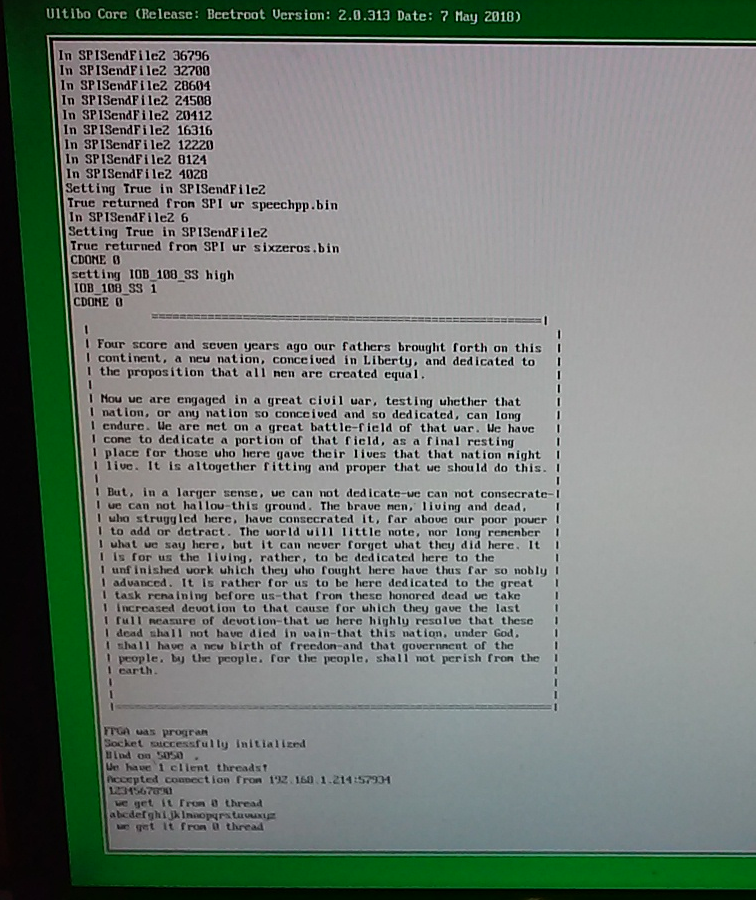 Ultibo Core (Release: Beetroot Version: 2.0.313 Date: 7 May 2018)
In SPISendFile2 36796
In SPISendFile2 32700
In SPISendFile2 28604
In SPISendFile2 24508
In SPISendFile2 20412
In SPISendFile2 16316
In SPISendFile2 12220
In SPISendFile2 8124
In SPISendFile2 4028
Setting True in SPISendFile2
True returned from SPI wr speechpp.bin
In SPISendFile2 6
Setting True in SPISendFile2
True returned from SPI wr sixzeros.bin
CDONE 0
setting IOB_108_SS high
IOB_108_SS 1
CDONE 0
Four score and seven years ago our fathers brought forth on this
continent, a new nation, conceived in Liberty, and dedicated to
the proposition that all men are created equal.
Now we are engaged in a great civil war, testing whether that
nation, or any nation so conceived and so dedicated, can long
endure. We are met on a great battle-field of that war. We have
come to dedicate a portion of that field, as a final resting
place for those who here gave their lives that that nation might
live. It is altogether fitting and proper that we should do this.
But, in a larger sense, we can not dedicate-we can not consecrate-
we can not hallow-this ground. The brave men, living and dead,
who struggled here, have consecrated it, far above our poor power
to add or detract. The world will little note, nor long remember
what we say here, but it can never forget what they did here. It
is for us the living, rather, to be dedicated here to the
unfinished work which they who fought here have thus far so nobly
advanced. It is rather for us to be here dedicated to the great
task remaining before us-that from these honored dead we take
increased devotion to that cause for which they gave the last
full measure of devotion-that we here highly resolve that these
dead shall not have died in vain-that this nation, under God,
shall have a new birth of freedom-and that government of the
people, by the people, for the people, shall not perish from the
earth.
FPGA was program
Socket successfully initialized
Bind on 5050 .
We have 1 client threads!
Accepted connection from 192.168.1.214:57934
1234567890
we get it from 0 thread
abcdefghijklmnopqrstuvwxyz
we get it from 0 thread